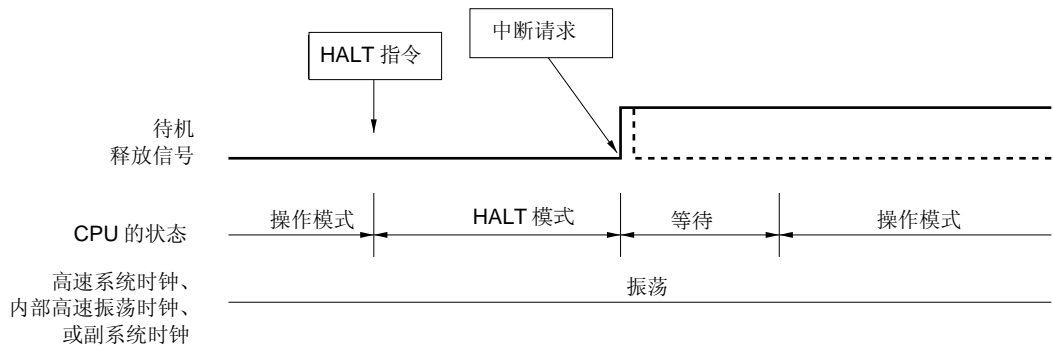 中断请求
HALT 指令
待机
释放信号
CPU 的状态
操作模式
HALT 模式
等待
操作模式
高速系统时钟、
内部高速振荡时钟、
或副系统时钟
振荡